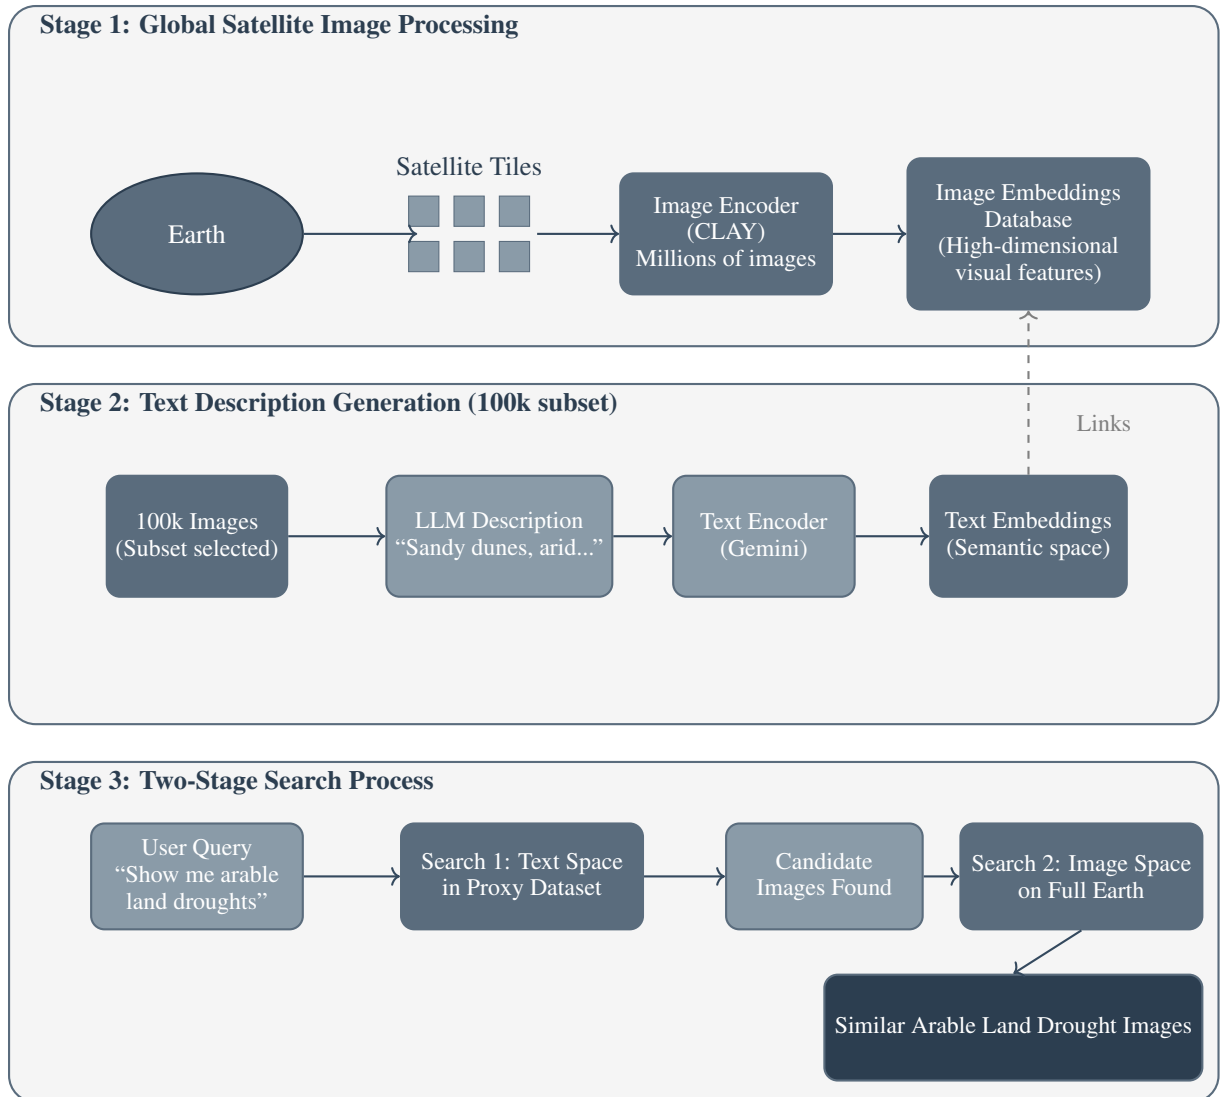 Stage 1: Global Satellite Image Processing
Satellite Tiles
Earth
Image Encoder
(CLAY)
Millions of images
Image Embeddings
Database
(High-dimensional
visual features)
Stage 2: Text Description Generation (100k subset)
Links
100k Images
(Subset selected)
LLM Description
“Sandy dunes, arid...”
Text Encoder
(Gemini)
Text Embeddings
(Semantic space)
Stage 3: Two-Stage Search Process
User Query
“Show me arable
land droughts”
Search 1: Text Space
in Proxy Dataset
Candidate
Images Found
Search 2: Image Space
on Full Earth
Similar Arable Land Drought Images